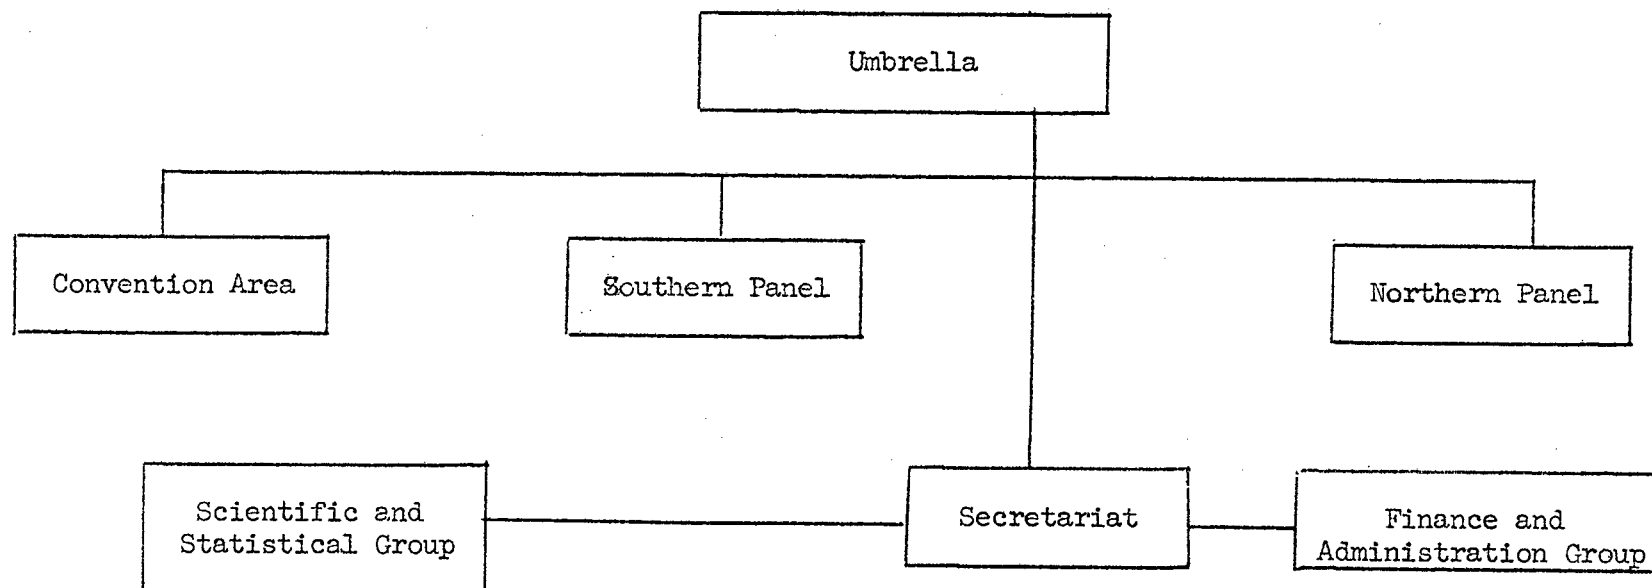 Umbrella
Convention Area
Southern Panel
Northern Panel
Scientific and
Statistical Group
Secretariat
Finance and
Administration Group